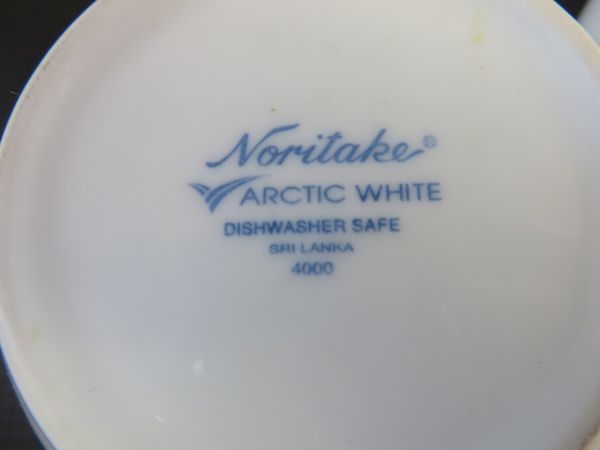 Noritake®
ARCTIC WHITE
DISHWASHER SAFE
SRI LANKA
4000